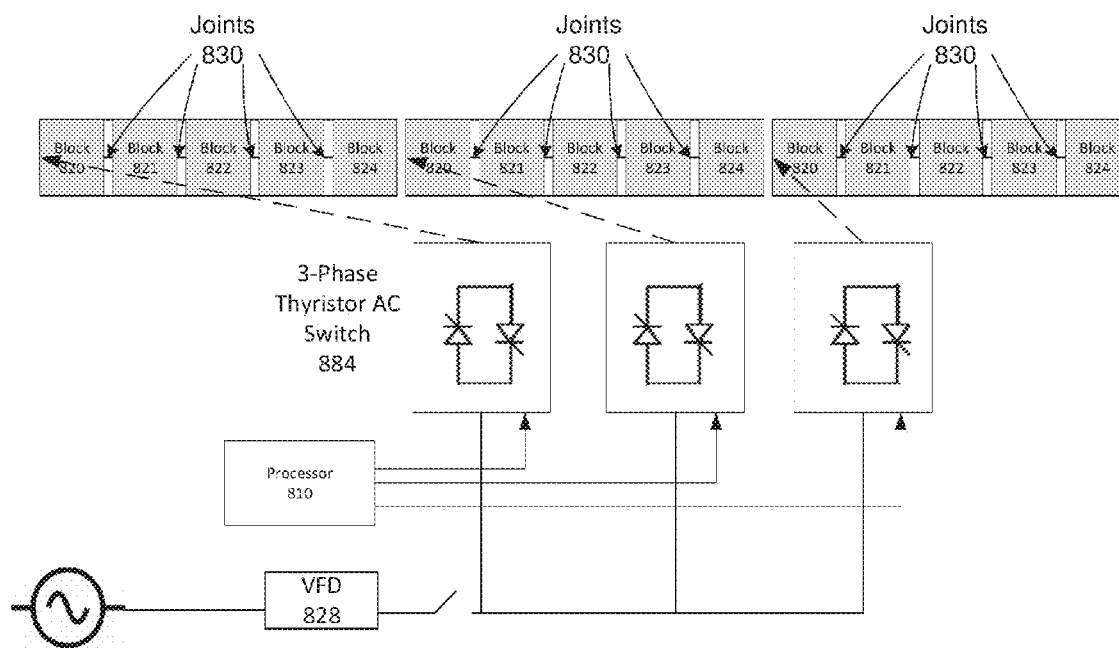 Joints
830
Joints
830
Joints
830
Block
820
Block
821
Block
822
Block
823
Block
824
Block
820
Block
821
Block
822
Block
823
Block
824
Block
820
Block
821
Block
822
Block
823
Block
824
3-Phase
Thyristor AC
Switch
884
Processor
810
VFD
828